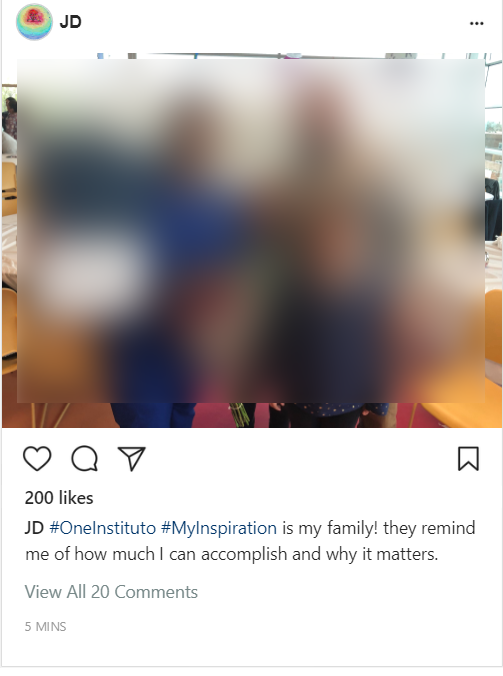 JD
200 likes
JD #OneInstituto #MyInspiration is my family! they remind
me of how much I can accomplish and why it matters.
View All 20 Comments
5 MINS